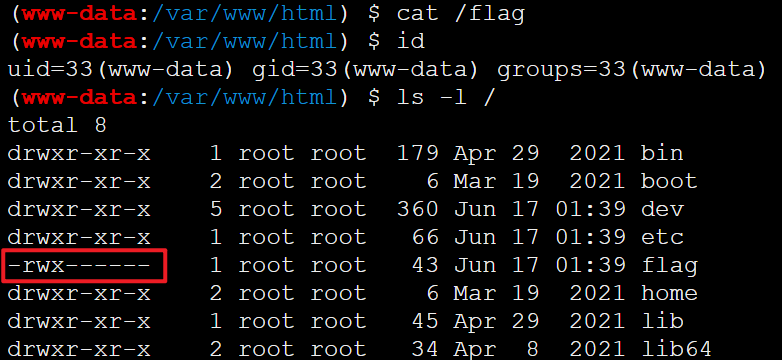 (www-data:/var/www/html) $ cat /flag
(www-data:/var/www/html) $ id
uid=33(www-data) gid=33(www-data) groups=33(www-data)
(www-data:/var/www/html) $ ls -l /
total 8
drwxr-xr-x    1 root root  179 Apr 29  2021 bin
drwxr-xr-x    2 root root    6 Mar 19  2021 boot
drwxr-xr-x    5 root root  360 Jun 17 01:39 dev
drwxr-xr-x    1 root root   66 Jun 17 01:39 etc
-rwx------    1 root root   43 Jun 17 01:39 flag
drwxr-xr-x    2 root root    6 Mar 19  2021 home
drwxr-xr-x    1 root root   45 Apr 29  2021 lib
drwxr-xr-x    2 root root   34 Apr  8  2021 lib64